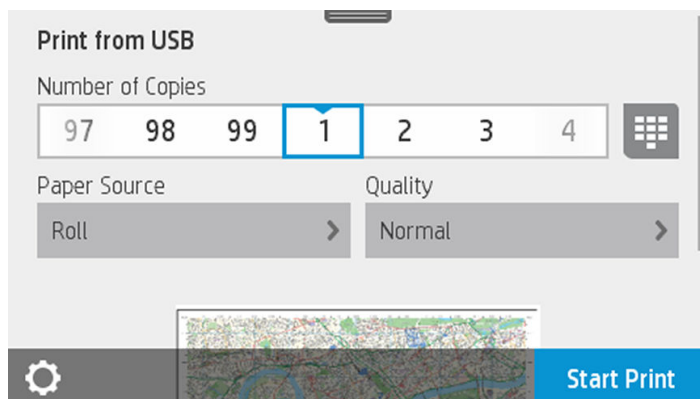 Print from USB
Number of Copies
97 98 99 1 2 3 4
Paper Source Quality
Roll Normal
Start Print